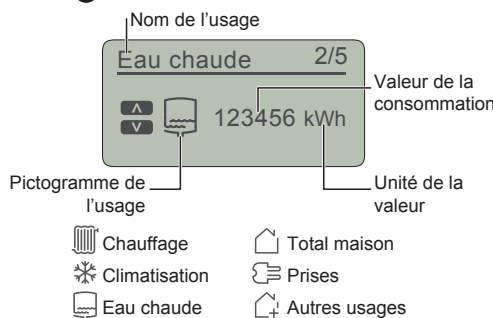 Nom de l'usage
Eau chaude 2/5
123456 kWh
Valeur de la
consommation
Pictogramme de
l'usage
Unité de la
valeur
Chauffage
Total maison
Climatisation
Prises
Eau chaude
Autres usages